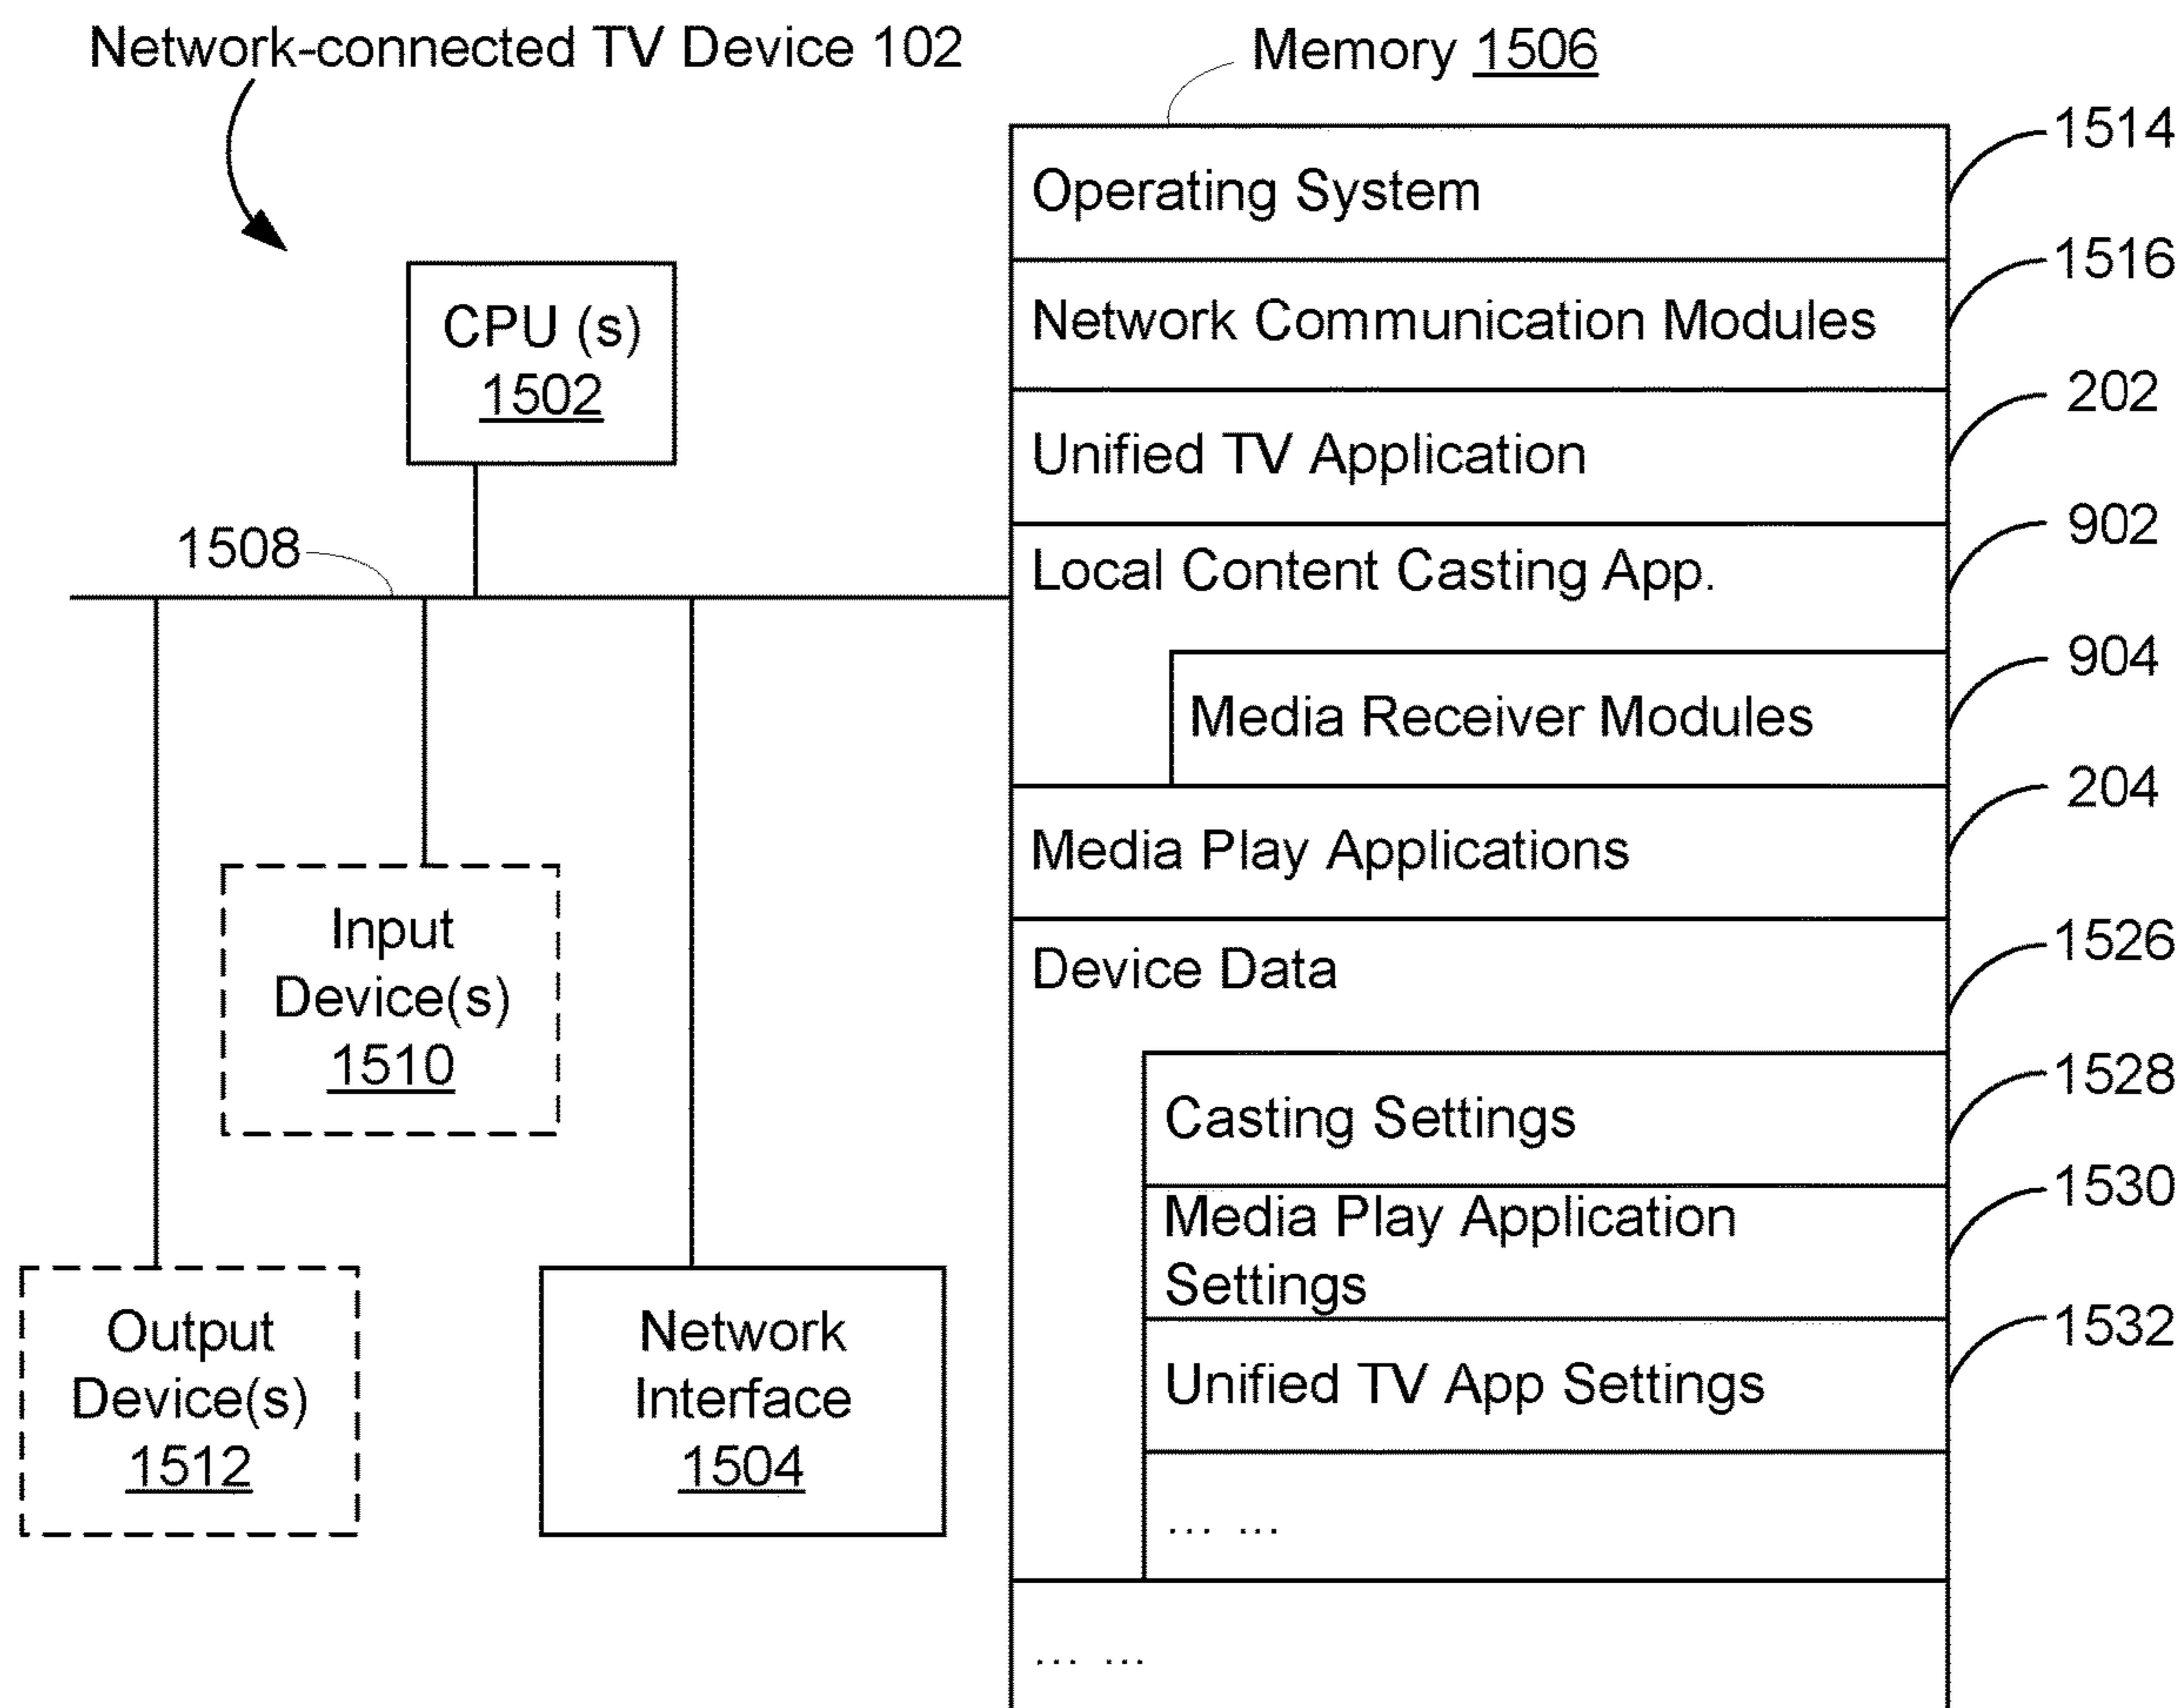 Network-connected TV Device 102
Memory 1506
CPU (s)
1502
1508
Input
Device(s)
1510
Output
Device(s)
1512
Network
Interface
1504
Operating System
1514
Network Communication Modules
1516
Unified TV Application
202
Local Content Casting App.
902
Media Receiver Modules
904
Media Play Applications
204
Device Data
1526
Casting Settings
1528
Media Play Application
Settings
1530
Unified TV App Settings
1532
... ...
... ...